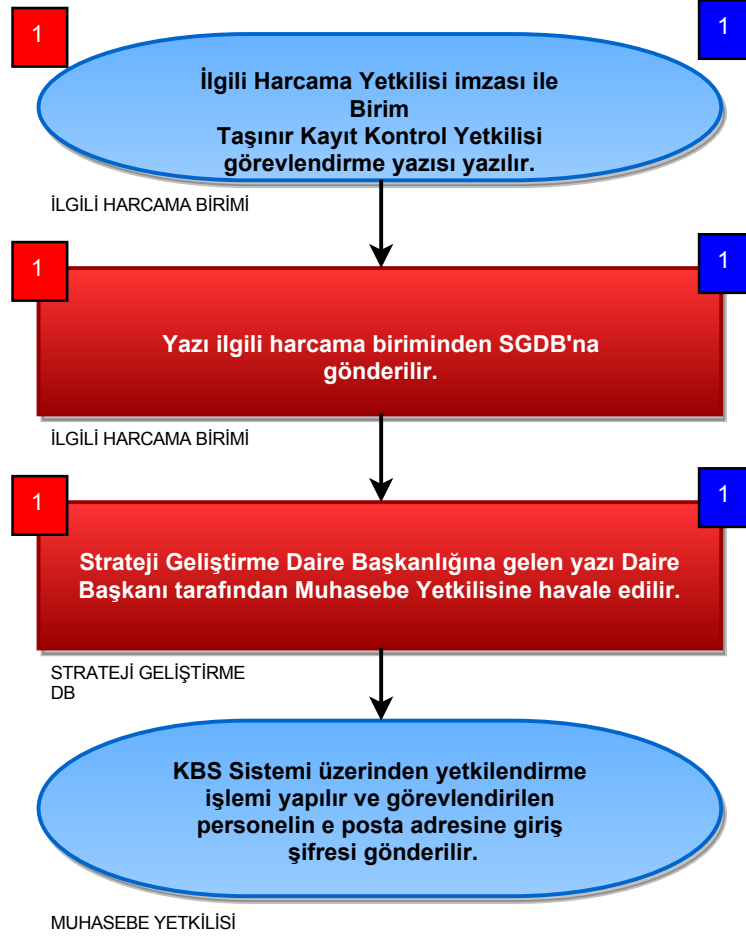 1
1
İlgili Harcama Yetkilisi imzası ile
Birim
Taşınır Kayıt Kontrol Yetkilisi
görevlendirme yazısı yazılır.
İLGİLİ HARCAMA BİRİMİ
1
1
Yazı ilgili harcama biriminden SGDB'na
gönderilir.
İLGİLİ HARCAMA BİRİMİ
1
1
Strateji Geliştirme Daire Başkanlığına gelen yazı Daire
Başkanı tarafından Muhasebe Yetkilisine havale edilir.
STRATEJİ GELİŞTİRME
DB
KBS Sistemi üzerinden yetkilendirme
işlemi yapılır ve görevlendirilen
personelin e posta adresine giriş
şifresi gönderilir.
MUHASEBE YETKİLİSİ